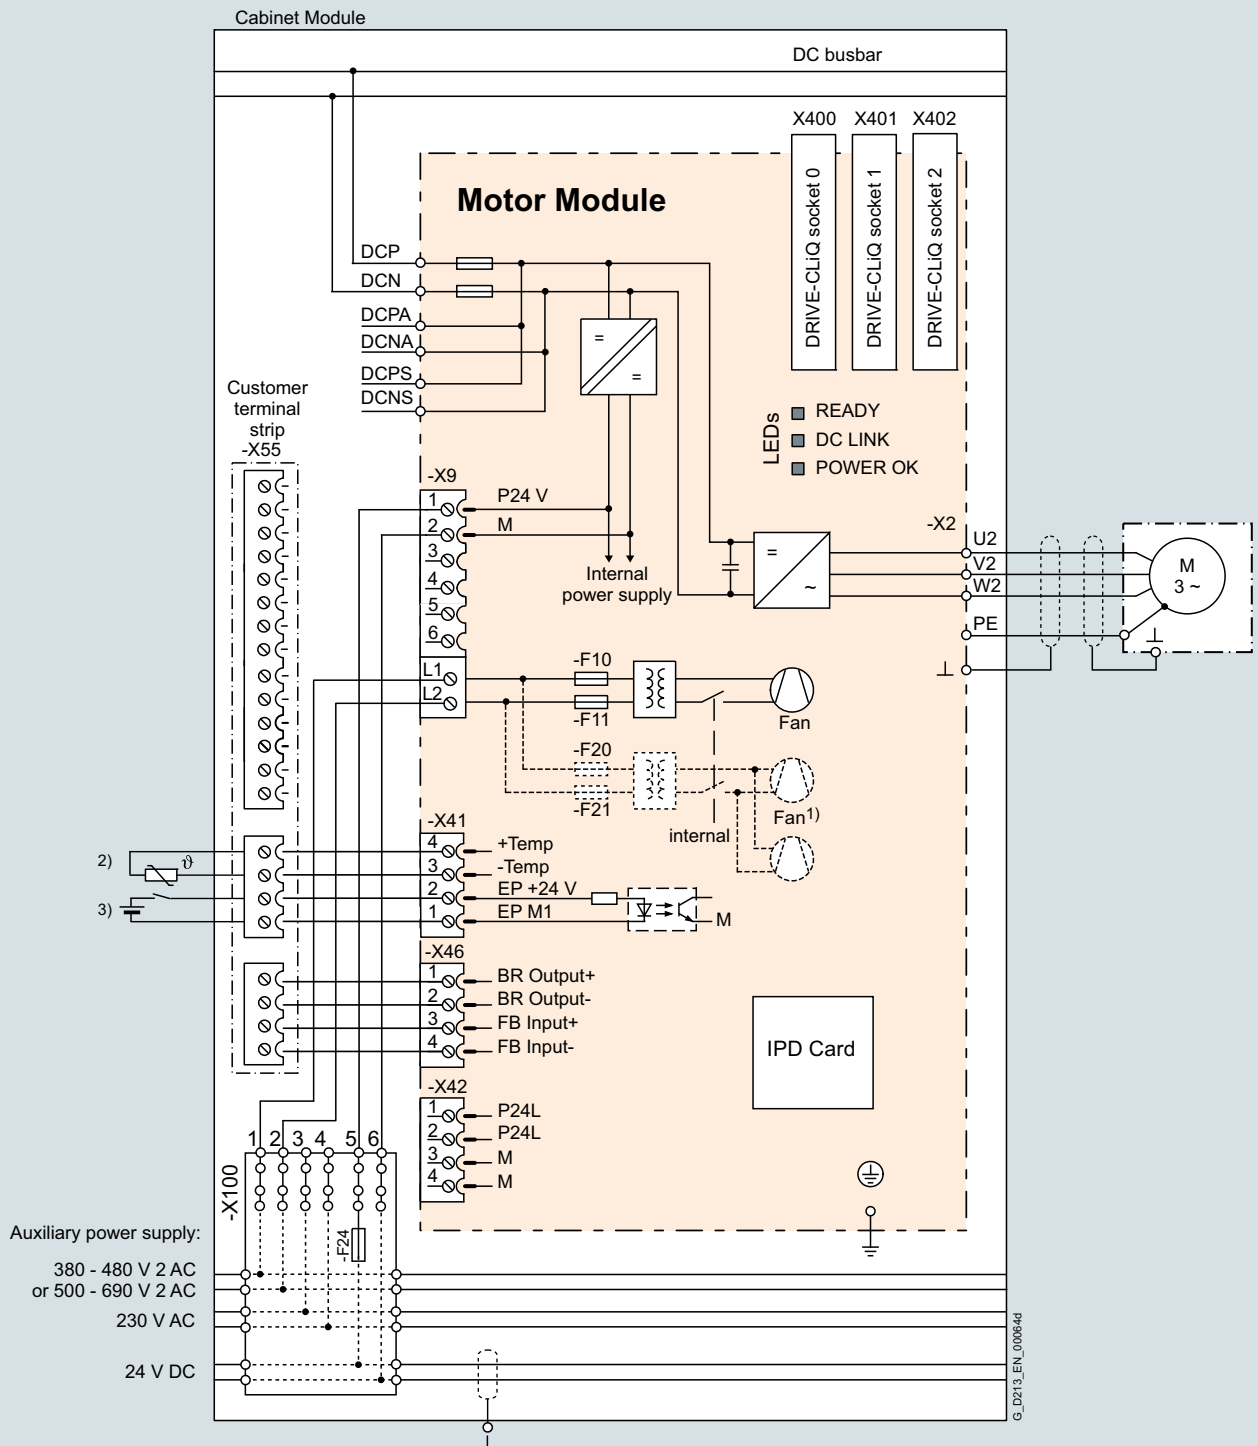 Cabinet Module
DC busbar
X400 X401 X402
DRIVE-CLiQ socket 0
DRIVE-CLiQ socket 1
DRIVE-CLiQ socket 2
Motor Module
DCP
DCN
DCPA
DCNA
DCPS
DCNS
=
=
Customer
terminal
strip
-X55
LEDs
READY
DC LINK
POWER OK
-X9
1 P24 V
2 M
3
4
5
6
Internal
power supply
=
~
-X2
U2
V2
W2
PE
M
3 ~
L1
L2
-F10
-F11
Fan
-F20
-F21
internal
Fan1)
-X41
4 +Temp
3 -Temp
2 EP +24 V
1 EP M1
M
2)
ϑ
3)
-X46
1 BR Output+
2 BR Output-
3 FB Input+
4 FB Input-
IPD Card
-X42
1 P24L
2 P24L
3 M
4 M
1 2 3 4 5 6
-X100
-F24
Auxiliary power supply:
380 - 480 V 2 AC
or 500 - 690 V 2 AC
230 V AC
24 V DC
G_D213_EN_00064d